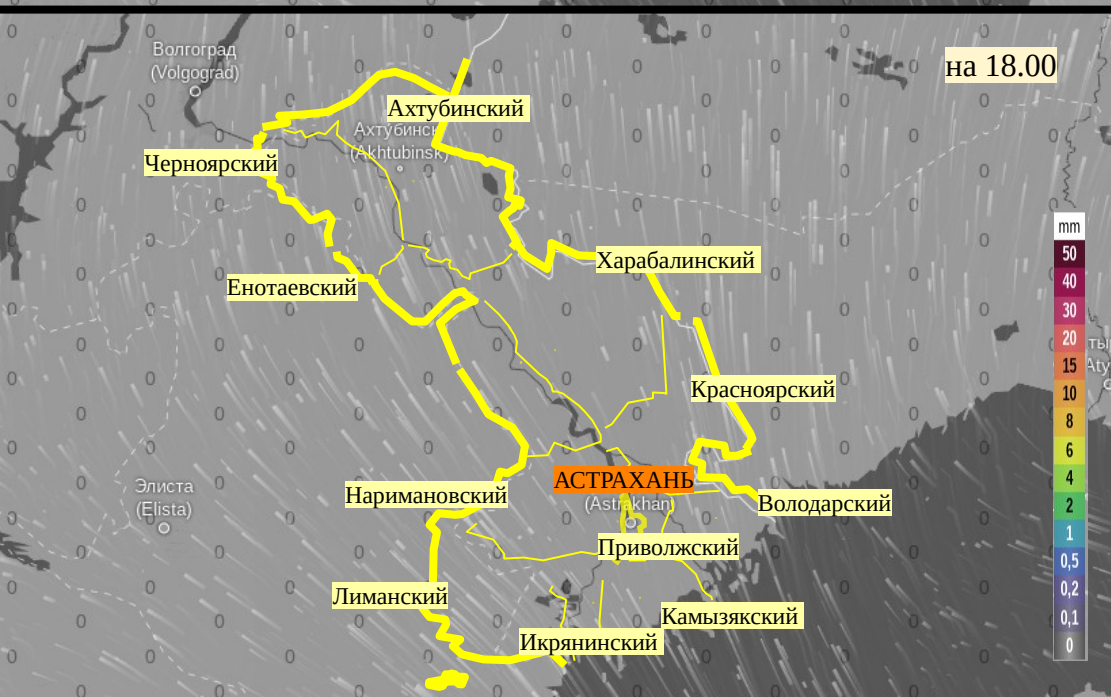 Волгоград
(Volgograd)
на 18.00
Ахтубинский
Ахтубинск
(Akhtubinsk)
Черноярский
Харабалинский
Енотаевский
Красноярский
АСТРАХАНЬ
(Astrakhan)
Элиста
(Elista)
Наримановский
Володарский
Приволжский
Лиманский
Камызякский
Икрянинский
mm
50
40
30
20
15
10
8
6
4
2
1
0,5
0,2
0,1
0